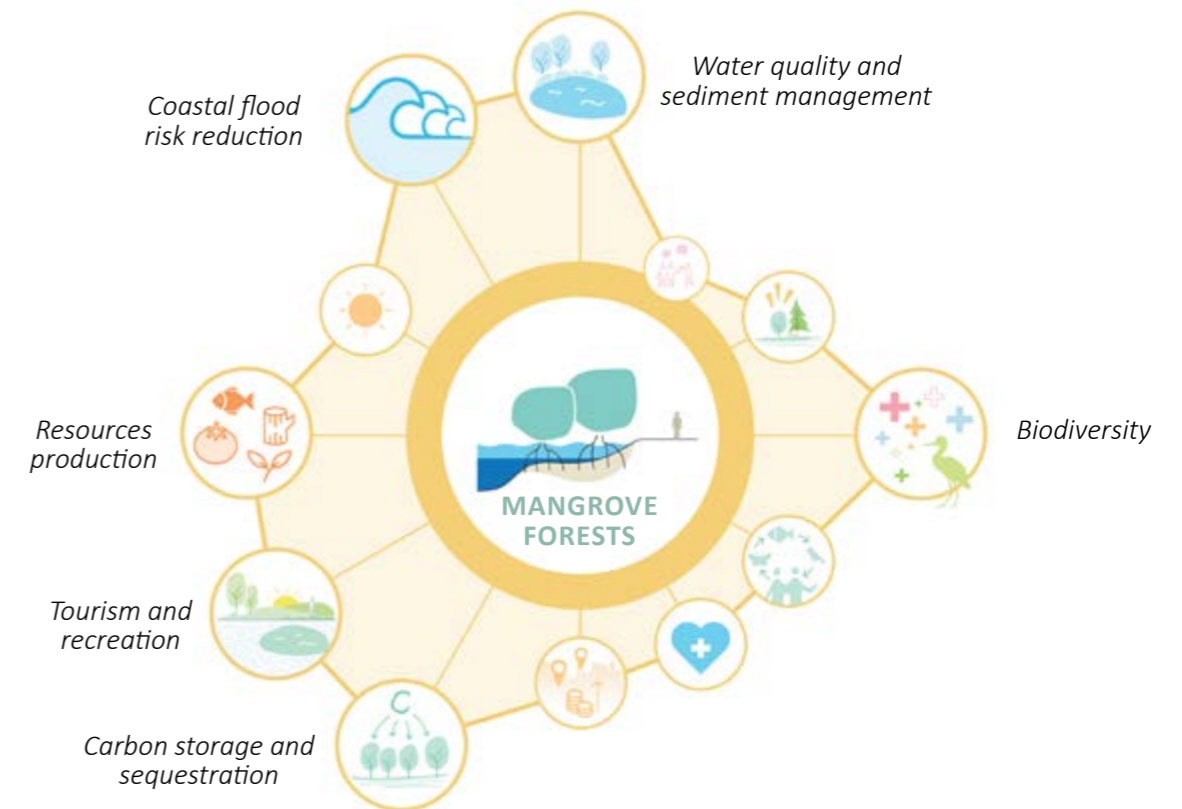 Water quality and
sediment management
Coastal flood
risk reduction
Resources
production
Biodiversity
MANGROVE
FORESTS
Tourism and
recreation
C
Carbon storage and
sequestration